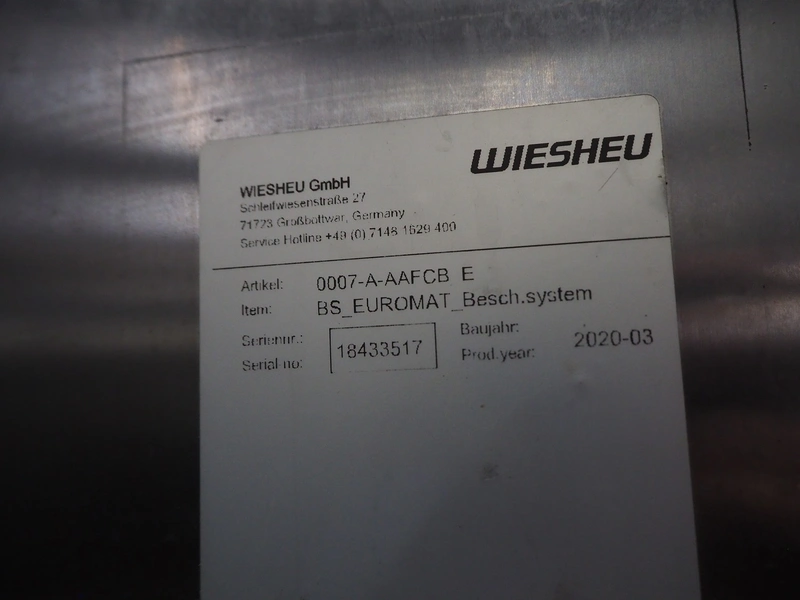 WIESHEU
WIESHEU GmbH
Schleifwiesenstraße 27
71723 Großbottwar, Germany
Service Hotline +49 (0) 7148 1629 400
Artikel: 0007-A-AAFCB E
Item: BS_EUROMAT_Besch.system
Seriennr.: Baujahr:
18433517 2020-03
Serial-no: Prod.year: